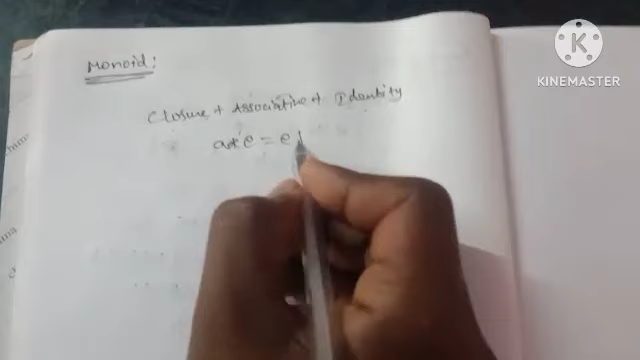 Monoid:
Closure + Associative + Identity
a*e = e
KINEMASTER